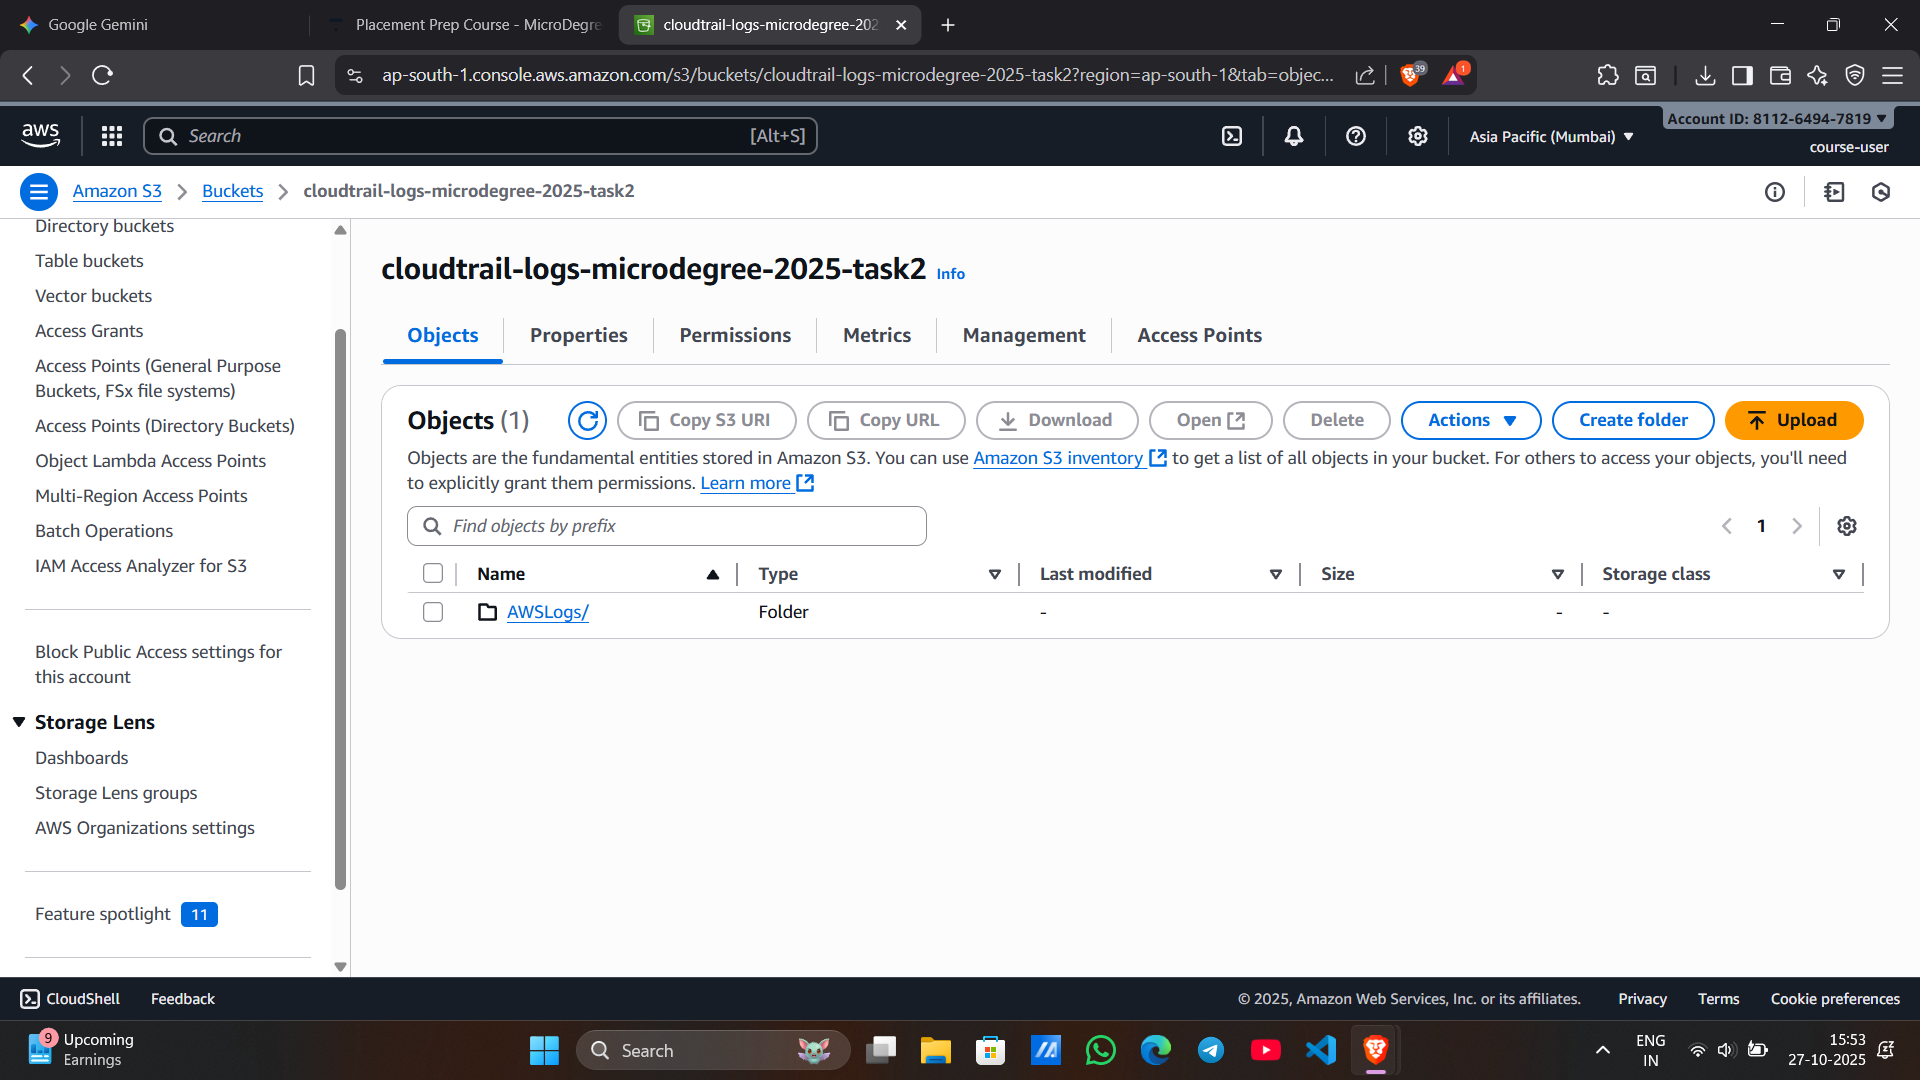 Google Gemini
Placement Prep Course - MicroDegre
cloudtrail-logs-microdegree-202
ap-south-1.console.aws.amazon.com/s3/buckets/cloudtrail-logs-microdegree-2025-task2?region=ap-south-1&tab=objec...
39
1
aws
Search
[Alt+S]
Asia Pacific (Mumbai)
Account ID: 8112-6494-7819
course-user
Amazon S3
Buckets
cloudtrail-logs-microdegree-2025-task2
Directory buckets
Table buckets
Vector buckets
Access Grants
Access Points (General Purpose
Buckets, FSx file systems)
Access Points (Directory Buckets)
Object Lambda Access Points
Multi-Region Access Points
Batch Operations
IAM Access Analyzer for S3
Block Public Access settings for
this account
Storage Lens
Dashboards
Storage Lens groups
AWS Organizations settings
Feature spotlight 11
cloudtrail-logs-microdegree-2025-task2 Info
Objects Properties Permissions Metrics Management Access Points
Objects (1) Copy S3 URI Copy URL Download Open Delete Actions Create folder Upload
Objects are the fundamental entities stored in Amazon S3. You can use Amazon S3 inventory to get a list of all objects in your bucket. For others to access your objects, you'll need
to explicitly grant them permissions. Learn more
Find objects by prefix
1
Name Type Last modified Size Storage class
AWSLogs/ Folder - - -
CloudShell Feedback
© 2025, Amazon Web Services, Inc. or its affiliates. Privacy Terms Cookie preferences
9
Upcoming
Earnings
Search
ENG
IN
15:53
27-10-2025